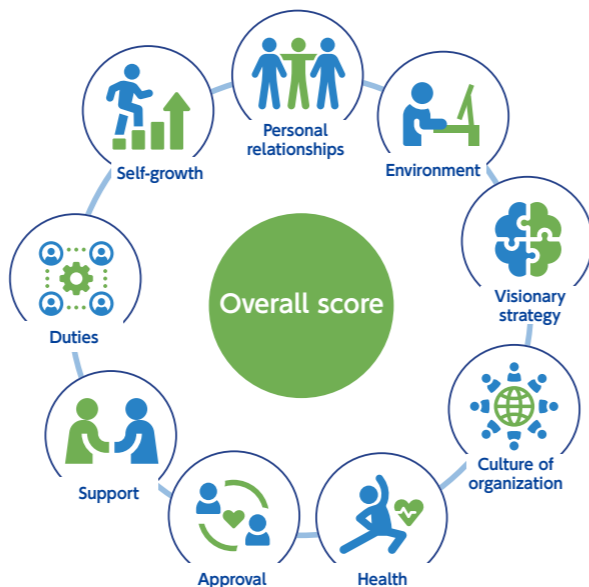 Personal
relationships
Self-growth
Environment
Visionary
strategy
Overall score
Duties
Culture of
organization
Support
Approval
Health